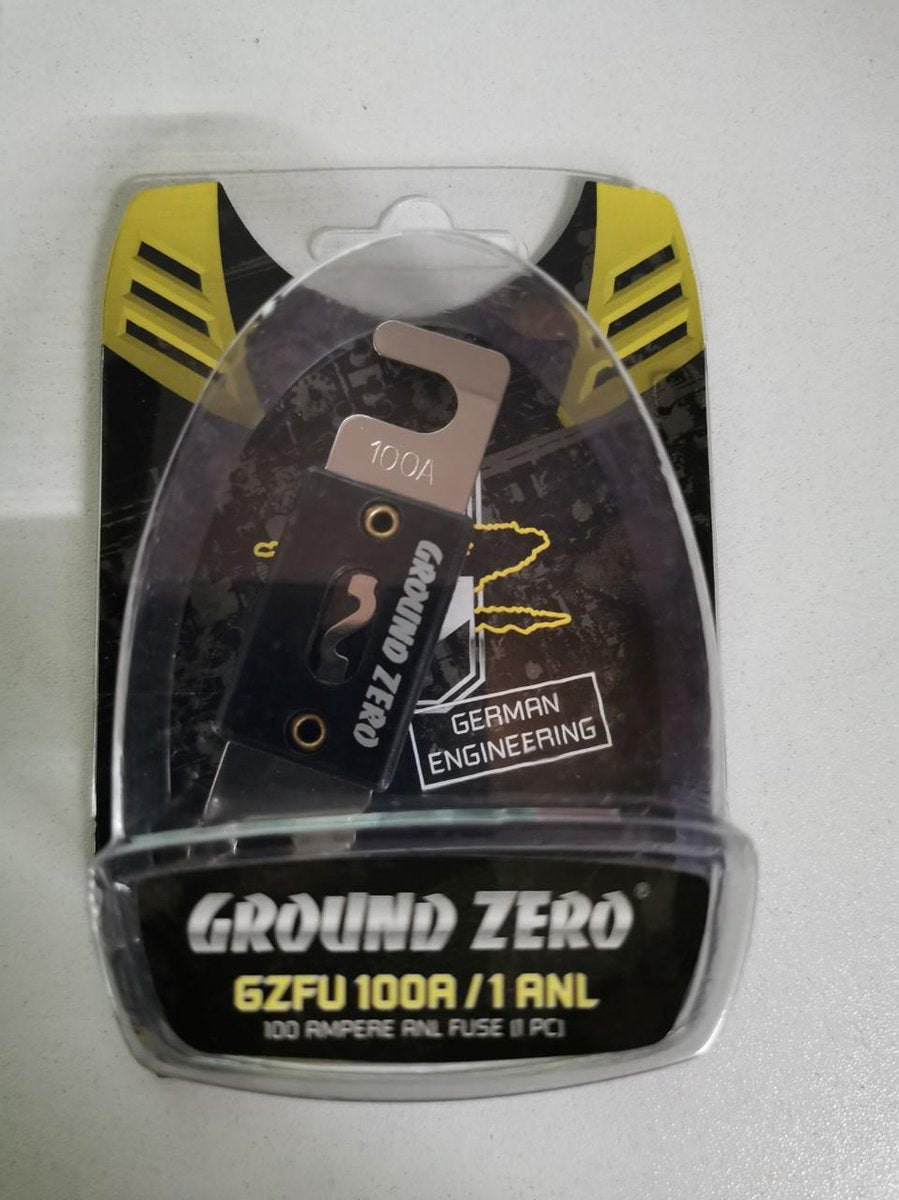 100A
GROUND ZERO
GERMAN
ENGINEERING
GROUND ZERO®
GZFU 100A / 1 ANL
100 AMPERE ANL FUSE (1 PC)